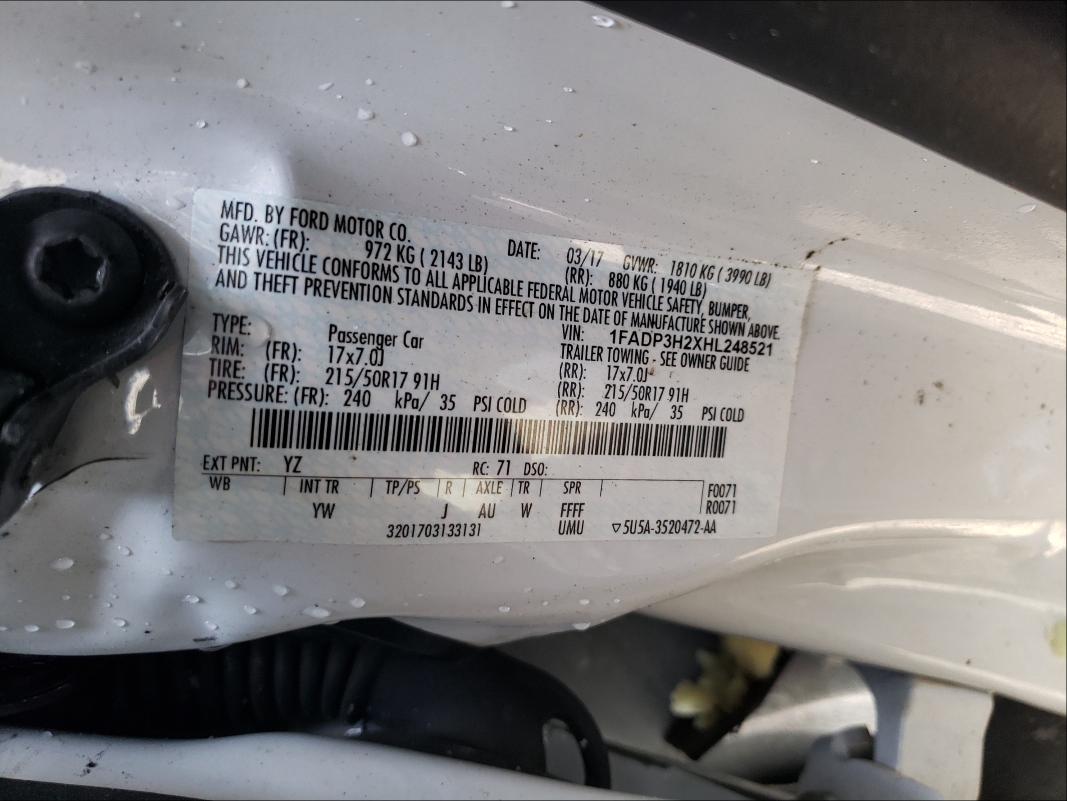 MFD. BY FORD MOTOR CO.
DATE: 03/17 GVWR: 1810 KG ( 3990 LB)
GAWR: (FR): 972 KG ( 2143 LB) (RR): 880 KG ( 1940 LB)
THIS VEHICLE CONFORMS TO ALL APPLICABLE FEDERAL MOTOR VEHICLE SAFETY, BUMPER,
AND THEFT PREVENTION STANDARDS IN EFFECT ON THE DATE OF MANUFACTURE SHOWN ABOVE.
VIN: 1FADP3H2XHL248521
TYPE: Passenger Car TRAILER TOWING - SEE OWNER GUIDE
RIM: (FR): 17x7.0J (RR): 17x7.0J
TIRE: (FR): 215/50R17 91H (RR): 215/50R17 91H
PRESSURE: (FR): 240 kPa/ 35 PSI COLD (RR): 240 kPa/ 35 PSI COLD
EXT PNT: YZ RC: 71 DSO:
WB INT TR TP/PS R AXLE TR SPR F0071
YW J AU W FFFF R0071
3201703133131 UMU ▽5U5A-3520472-AA